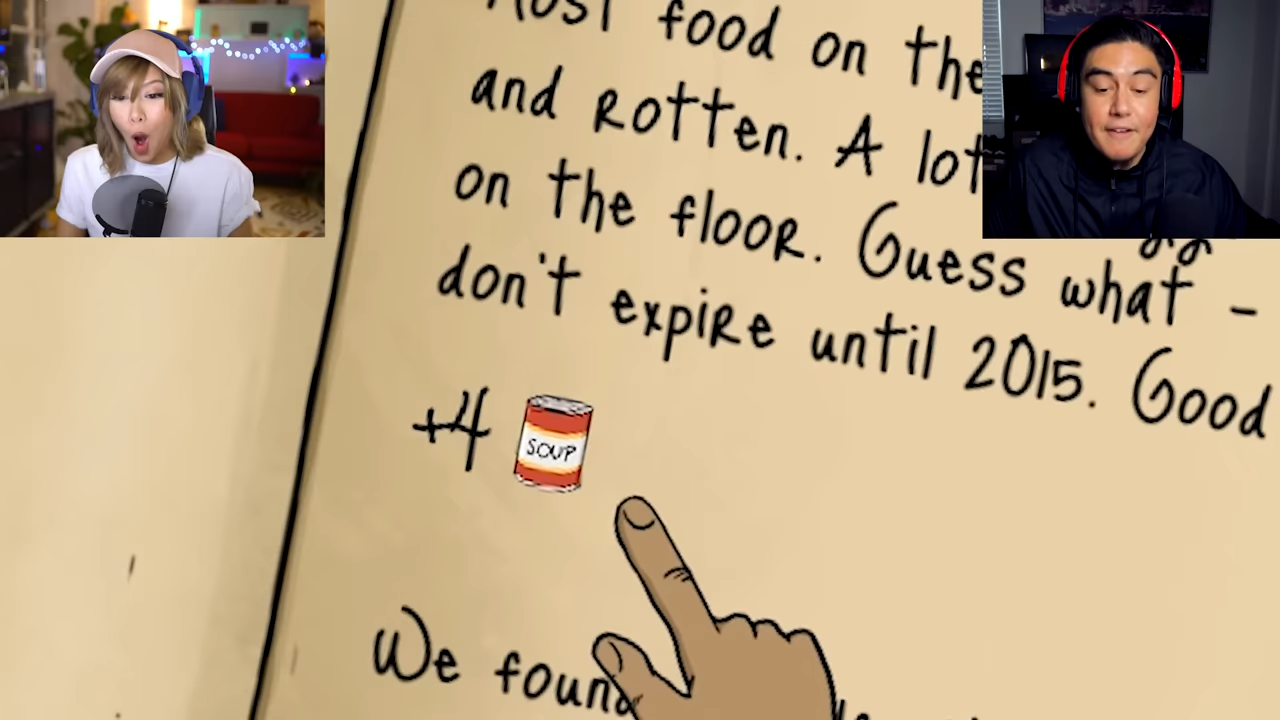 food on the
and rotten. A lot
on the floor. Guess what -
don't expire until 2015. Good
+4 SOUP
We found